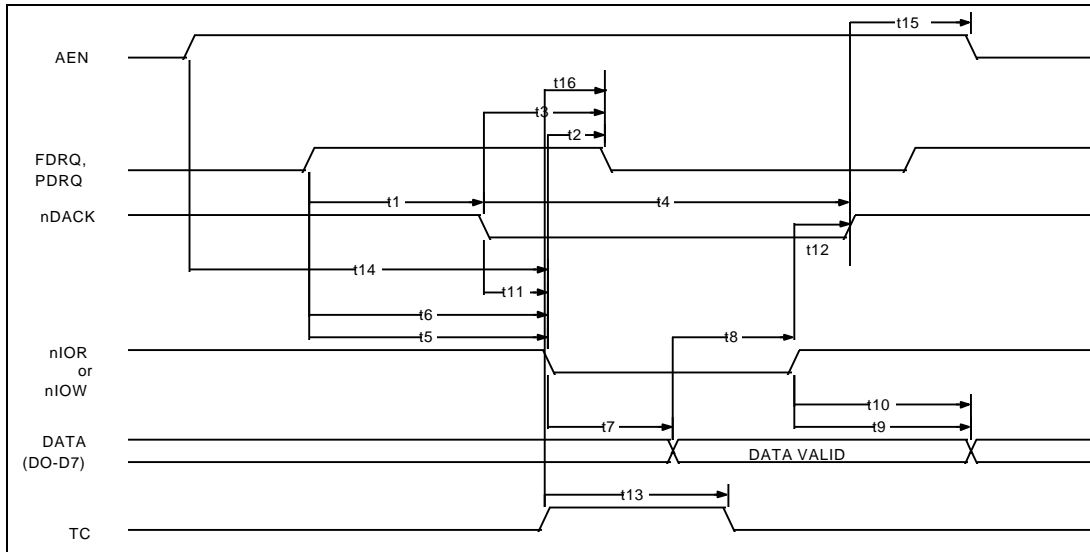 t15
AEN
t16
t3
t2
FDRQ,
PDRQ
t1
t4
nDACK
t12
t14
t11
t6
t5
t8
nIOR
or
nIOW
t10
t7
t9
DATA
(DO-D7)
DATA VALID
t13
TC